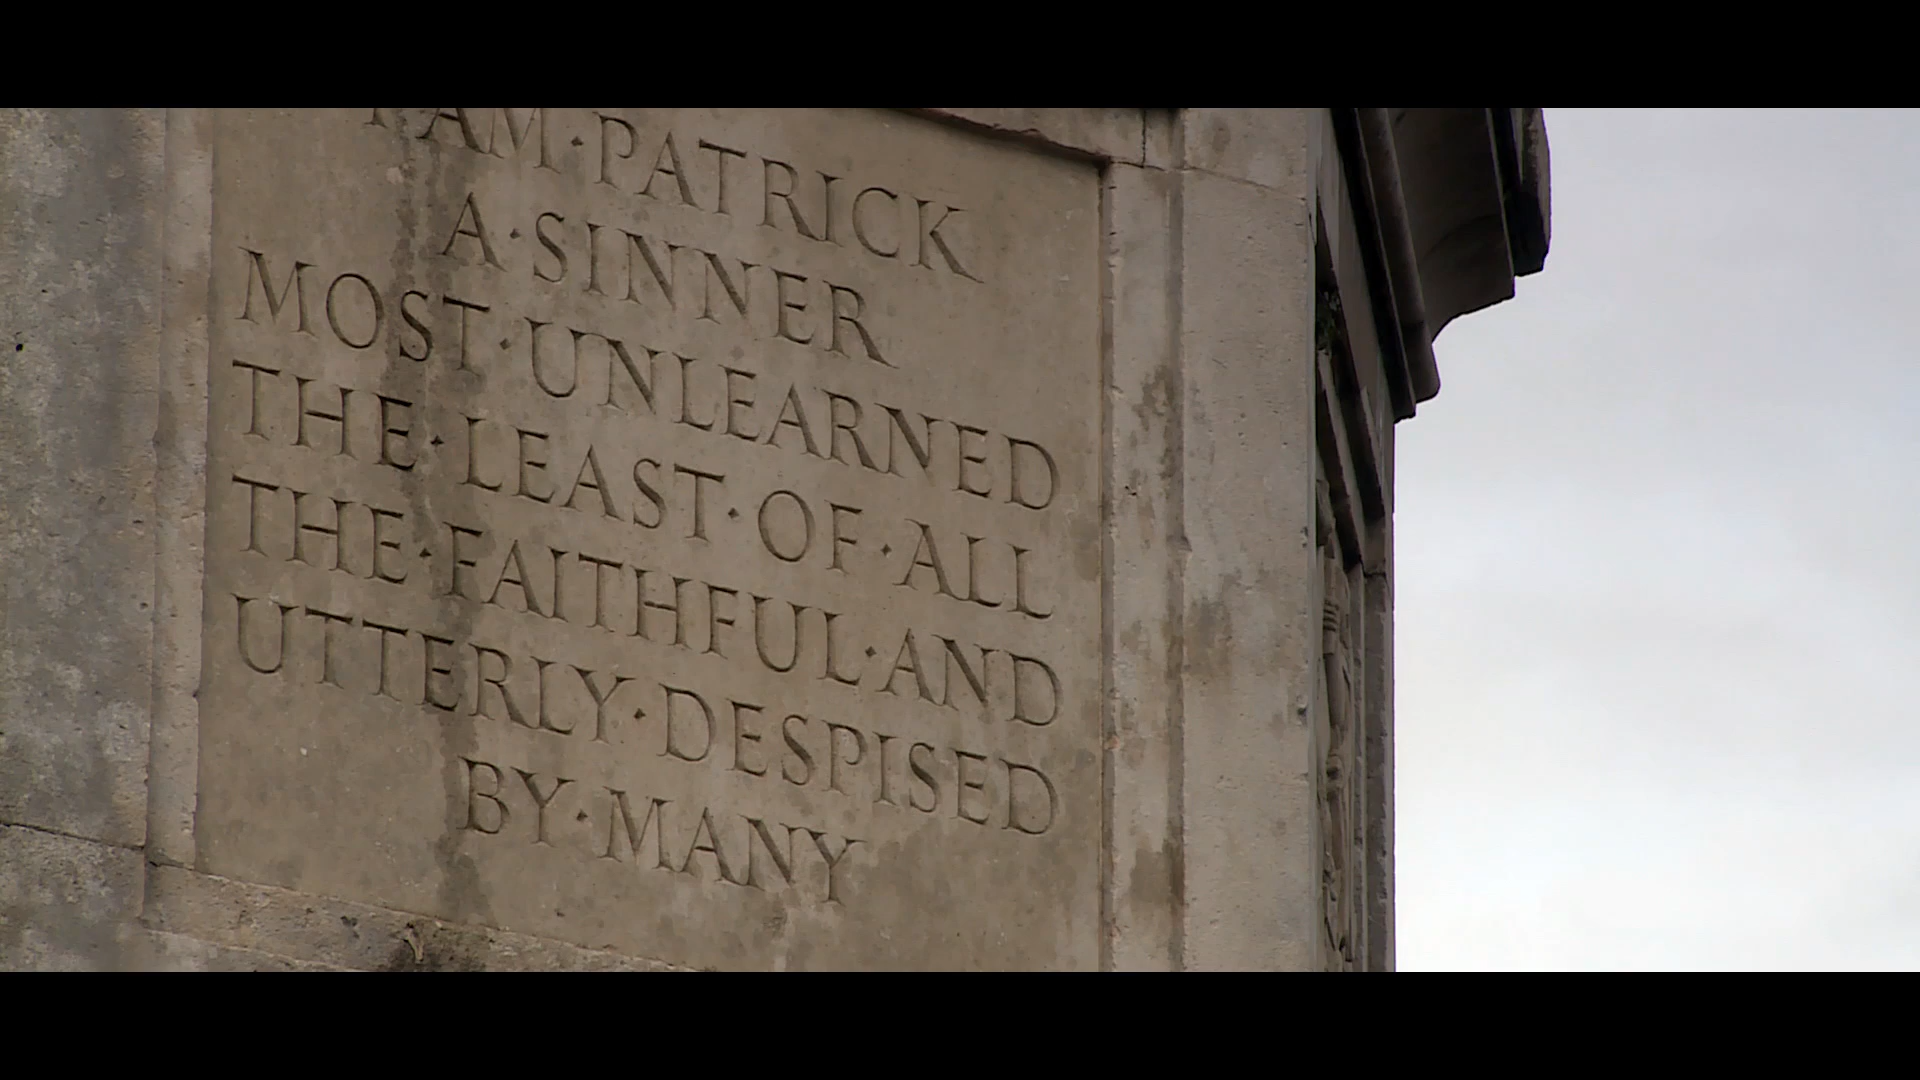 I·AM·PATRICK
A·SINNER
MOST·UNLEARNED
THE·LEAST·OF·ALL
THE·FAITHFUL·AND
UTTERLY·DESPISED
BY·MANY